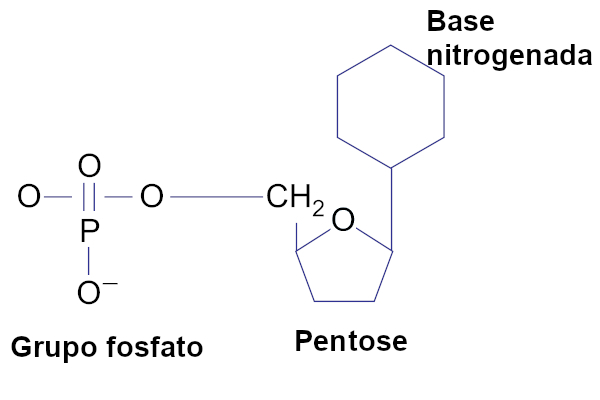 Base
nitrogenada
O
O
O
CH2
O
P
O–
Grupo fosfato
Pentose